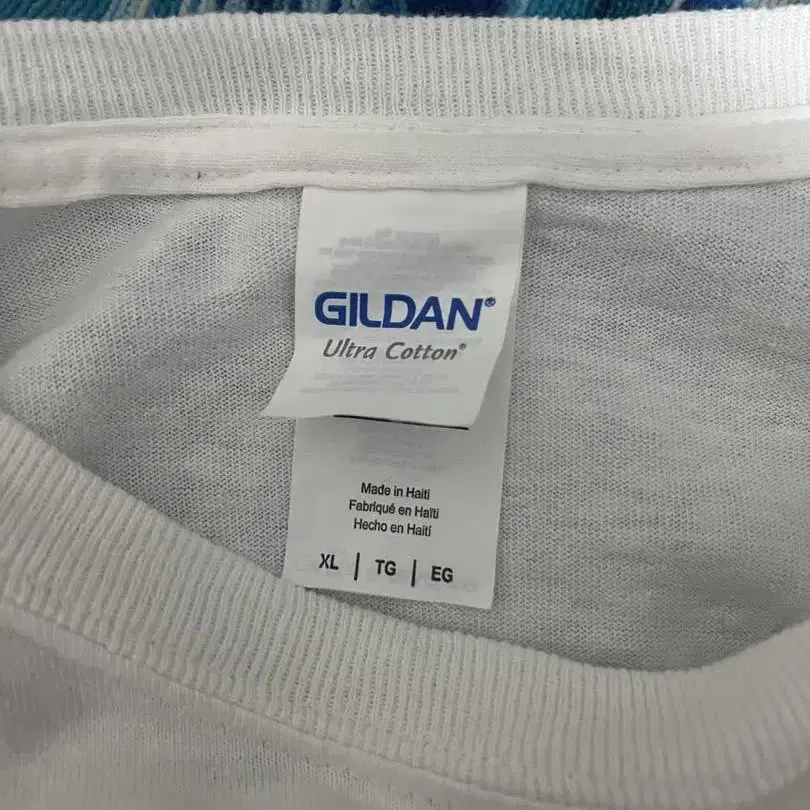 GILDAN®
Ultra Cotton®
Made in Haiti
Fabriqué en Haïti
Hecho en Haití
XL | TG | EG